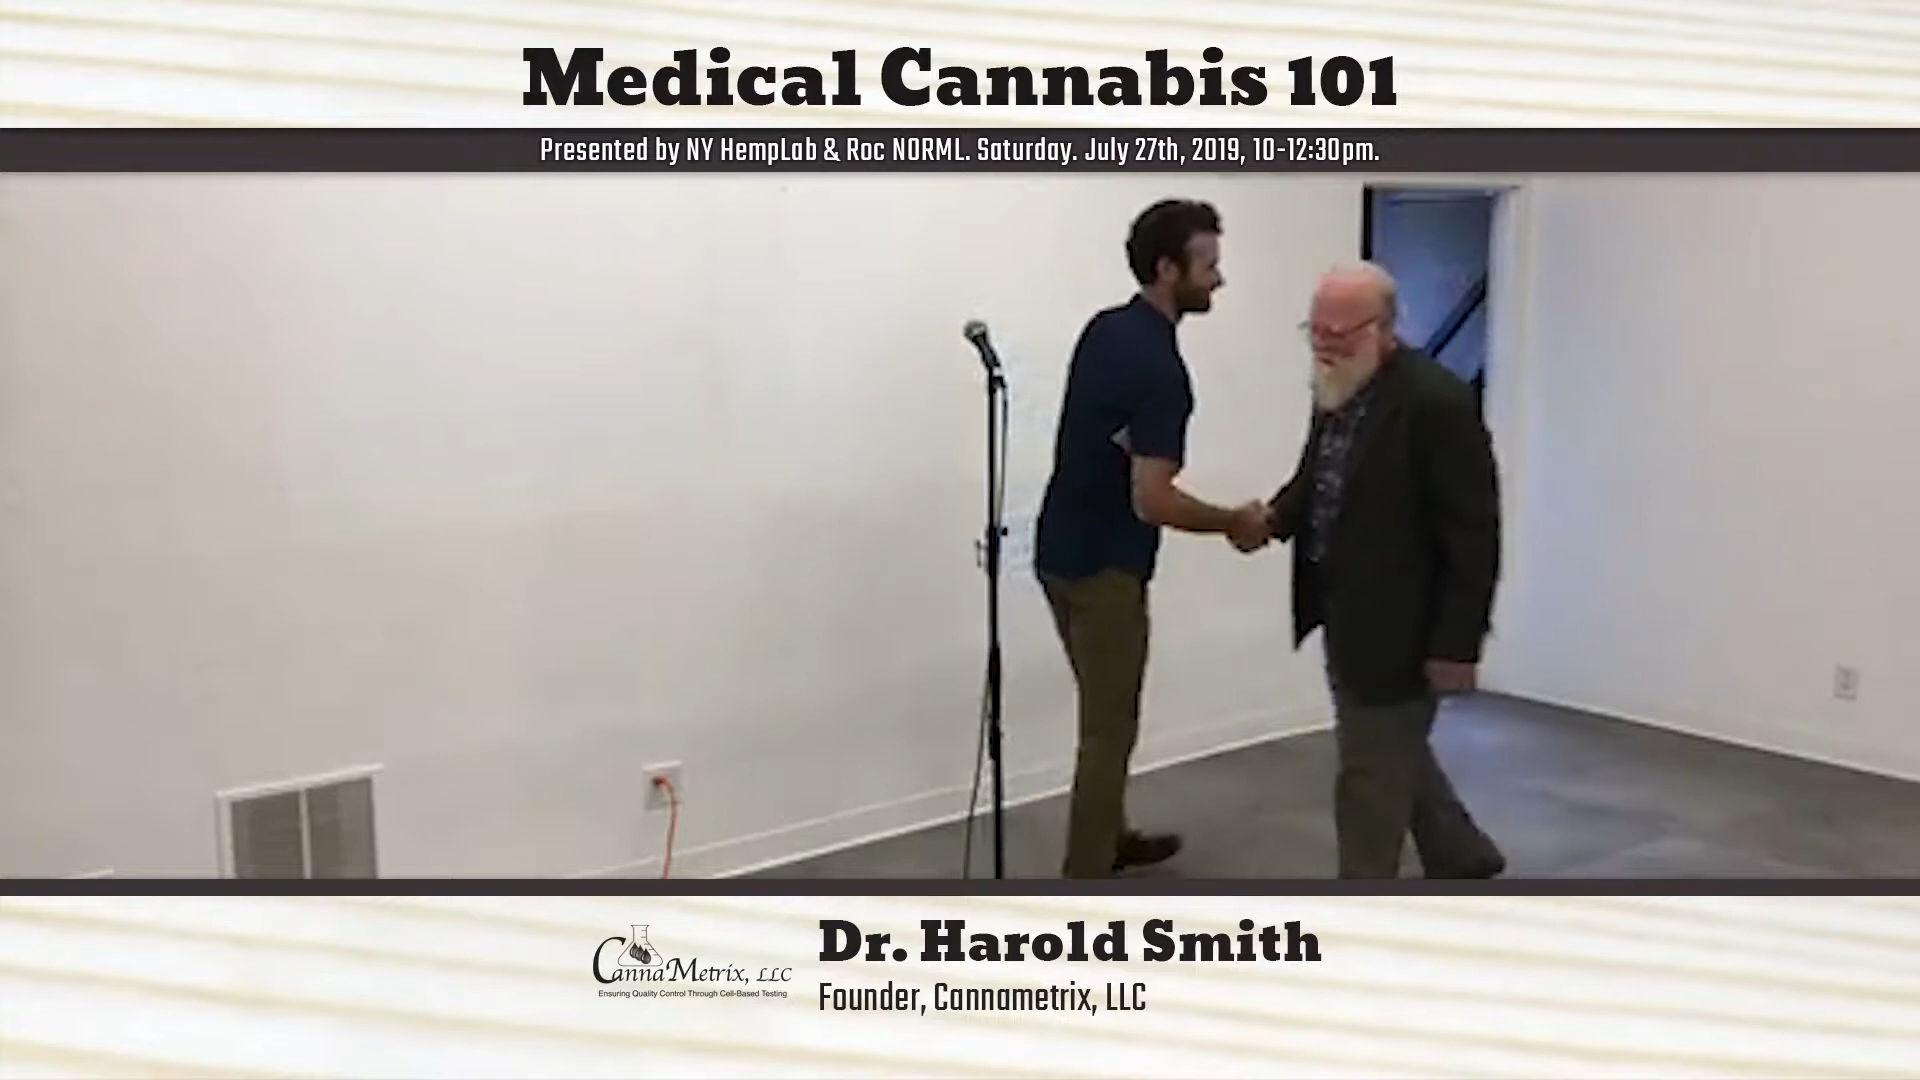 Medical Cannabis 101
Presented by NY HempLab & Roc NORML. Saturday. July 27th, 2019, 10-12:30pm.
CannaMetrix, LLC
Ensuring Quality Control Through Cell-Based Testing
Dr. Harold Smith
Founder, Cannametrix, LLC